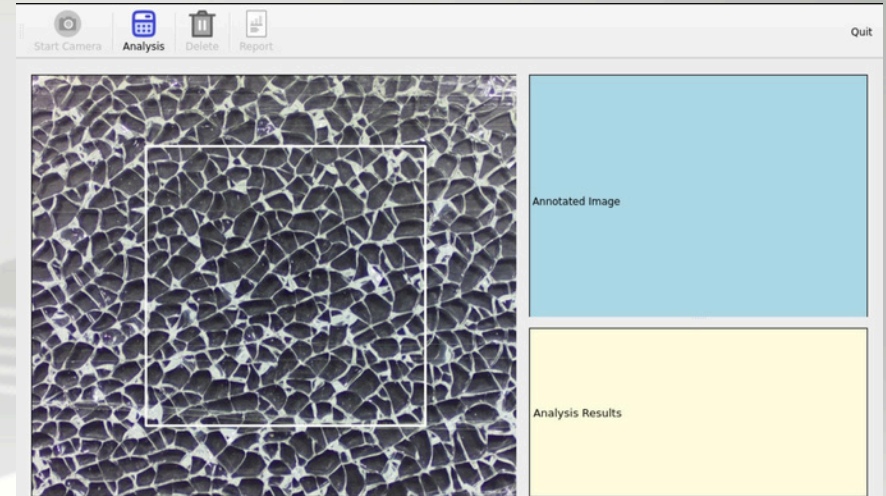 Start Camera
Analysis
Delete
Report
Quit
Annotated Image
Analysis Results